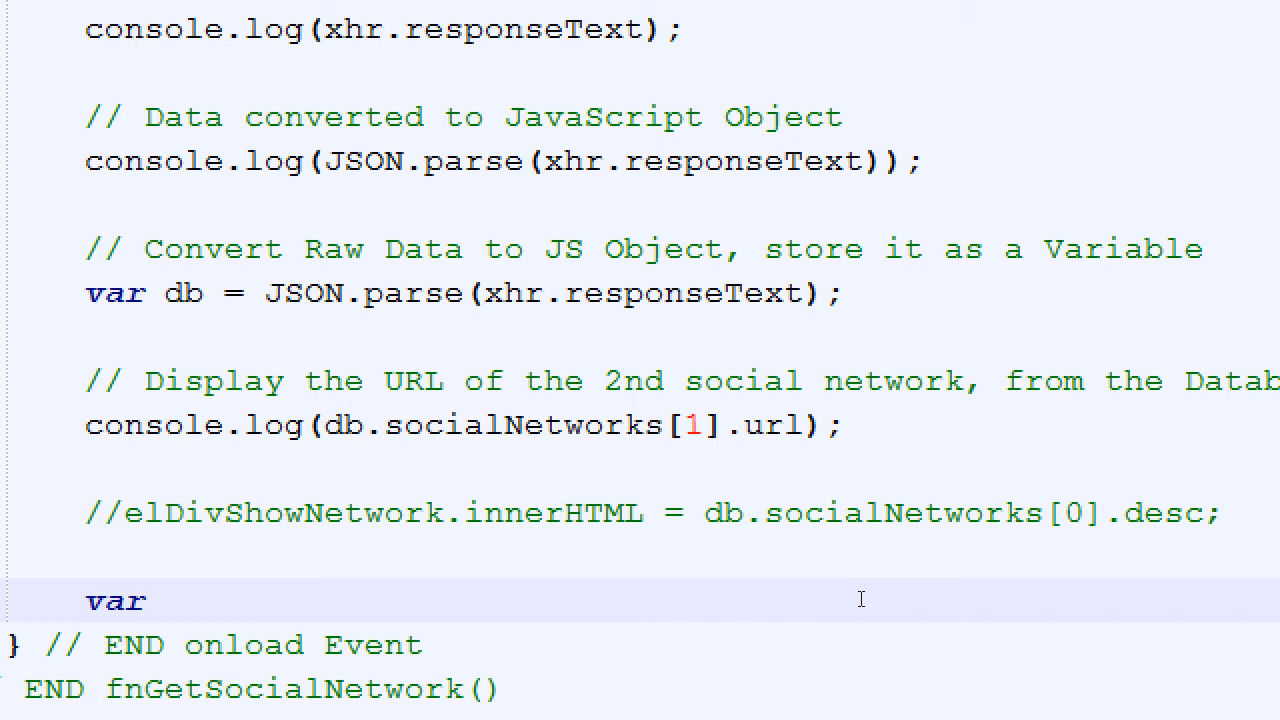 console.log(xhr.responseText);
// Data converted to JavaScript Object
console.log(JSON.parse(xhr.responseText));
// Convert Raw Data to JS Object, store it as a Variable
var db = JSON.parse(xhr.responseText);
// Display the URL of the 2nd social network, from the Datab
console.log(db.socialNetworks[1].url);
//elDivShowNetwork.innerHTML = db.socialNetworks[0].desc;
var
} // END onload Event
END fnGetSocialNetwork()